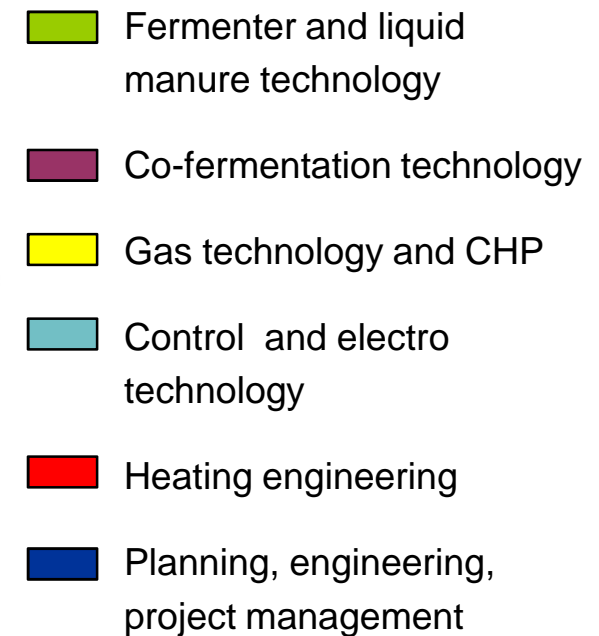 Fermenter and liquid
manure technology
Co-fermentation technology
Gas technology and CHP
Control  and electro
technology
Heating engineering
Planning, engineering,
project management